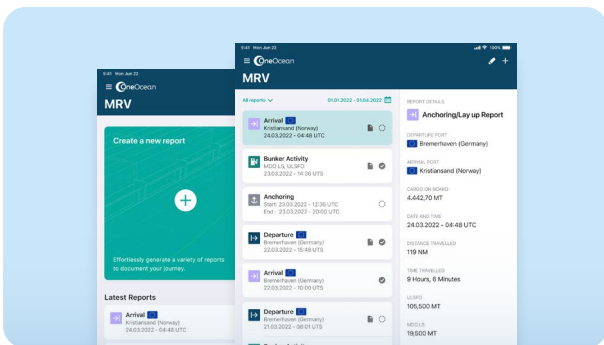 9:41 Mon Jun 22
OneOcean
MRV
Create a new report
Effortlessly generate a variety of reports
to document your journey.
Latest Reports
Arrival
Kristiansand (Norway)
24.03.2022 - 04:48 UTC
9:41 Mon Jun 22
100%
OneOcean
MRV
All reports
01.01.2022 - 01.04.2022
Arrival
Kristiansand (Norway)
24.03.2022 - 04:48 UTC
Bunker Activity
MDO LS, ULSFO
23.03.2022 - 14:36 UTS
Anchoring
Start: 23.03.2022 - 12:36 UTC
End : 23.03.2022 - 20:00 UTC
Departure
Bremerhaven (Germany)
22.03.2022 - 15:48 UTS
Arrival
Bremerhaven (Germany)
22.03.2022 - 10:00 UTS
Departure
Bremerhaven (Germany)
21.03.2022 - 08:01 UTS
REPORT DETAILS
Anchoring/Lay up Report
DEPARTURE PORT
Bremerhaven (Germany)
ARRIVAL PORT
Kristiansand (Norway)
CARGO ON BOARD
4.442,70 MT
DATE AND TIME
24.03.2022 - 04:48 UTC
DISTANCE TRAVELLED
119 NM
TIME TRAVELLED
9 Hours, 6 Minutes
ULSFO
105,500 MT
MDO LS
19,500 MT